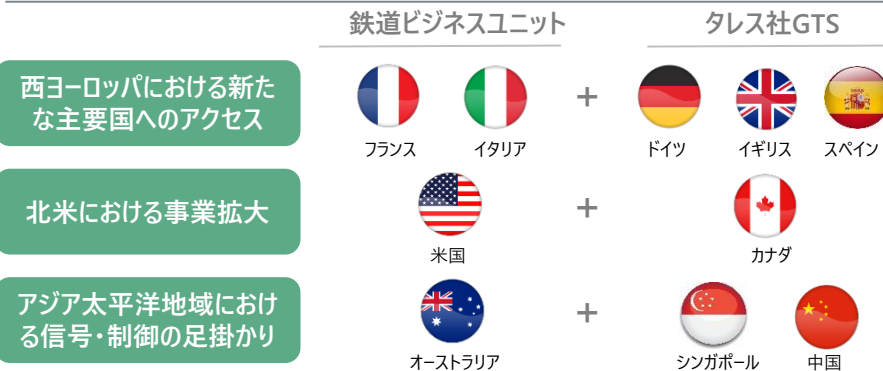 鉄道ビジネスユニット
タレス社GTS
西ヨーロッパにおける新た
な主要国へのアクセス
+
フランス
イタリア
ドイツ
イギリス
スペイン
北米における事業拡大
+
米国
カナダ
アジア太平洋地域におけ
る信号・制御の足掛かり
+
オーストラリア
シンガポール
中国